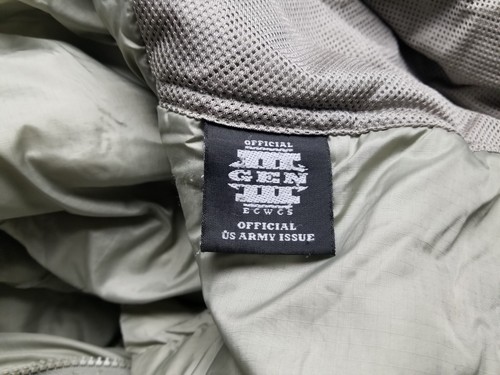 OFFICIAL
III
GEN
III
ECWCS
OFFICIAL
US ARMY ISSUE